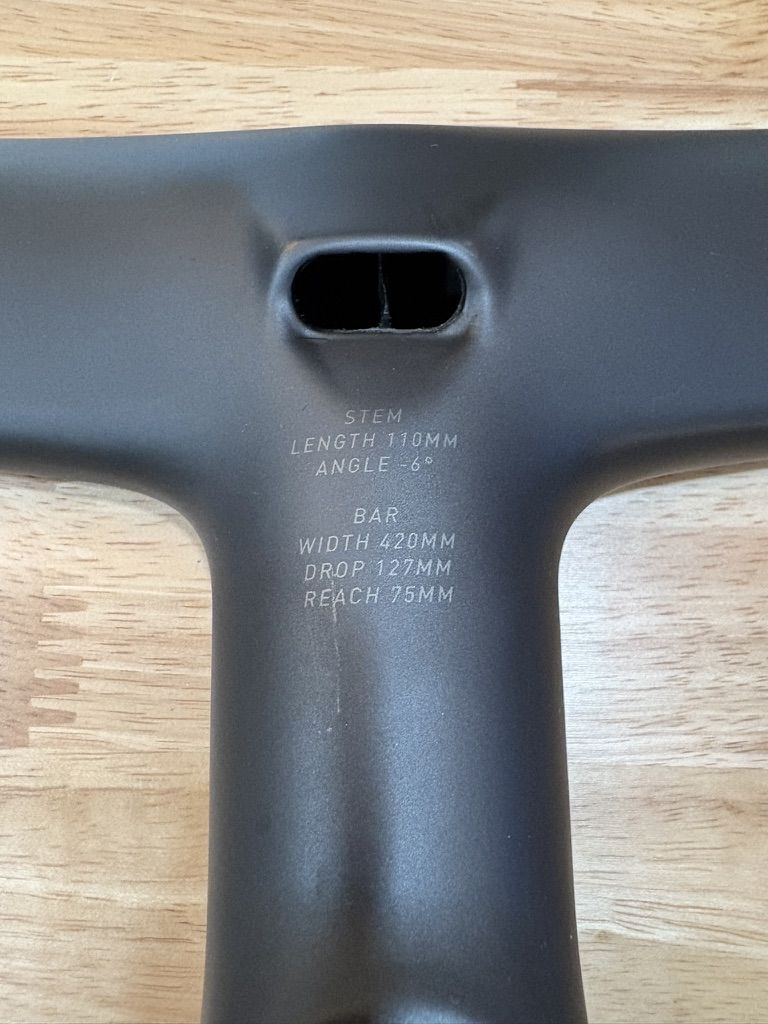 STEM
LENGTH 110MM
ANGLE -6°
BAR
WIDTH 420MM
DROP 127MM
REACH 75MM